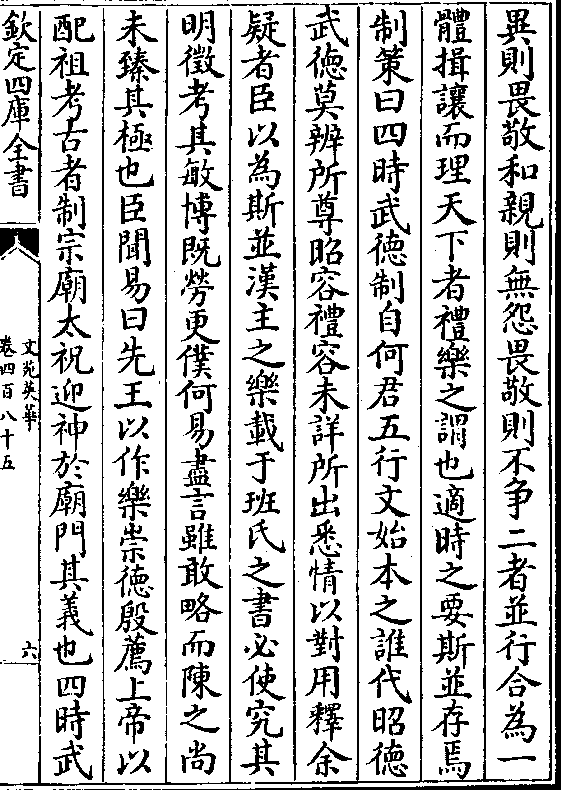 異則畏敬和親則無怨畏敬則不爭二者並行合為一
體揖讓而理天下者禮樂之謂也適時之要斯並存焉
制策曰四時武徳制自何君五行文始本之誰代昭徳
武徳莫辨所尊昭容禮容未詳所出悉情以對用釋余
疑者臣以為斯並漢主之樂載于班氏之書必使究其
明徵考其敏博既勞更僕何易盡言雖敢略而陳之尚
未臻其極也臣聞易曰先王以作樂崇徳殷薦上帝以
配祖考古者制宗廟太祝迎神於廟門其義也四時武
欽定四庫全書
文苑英華
卷四百八十五
六